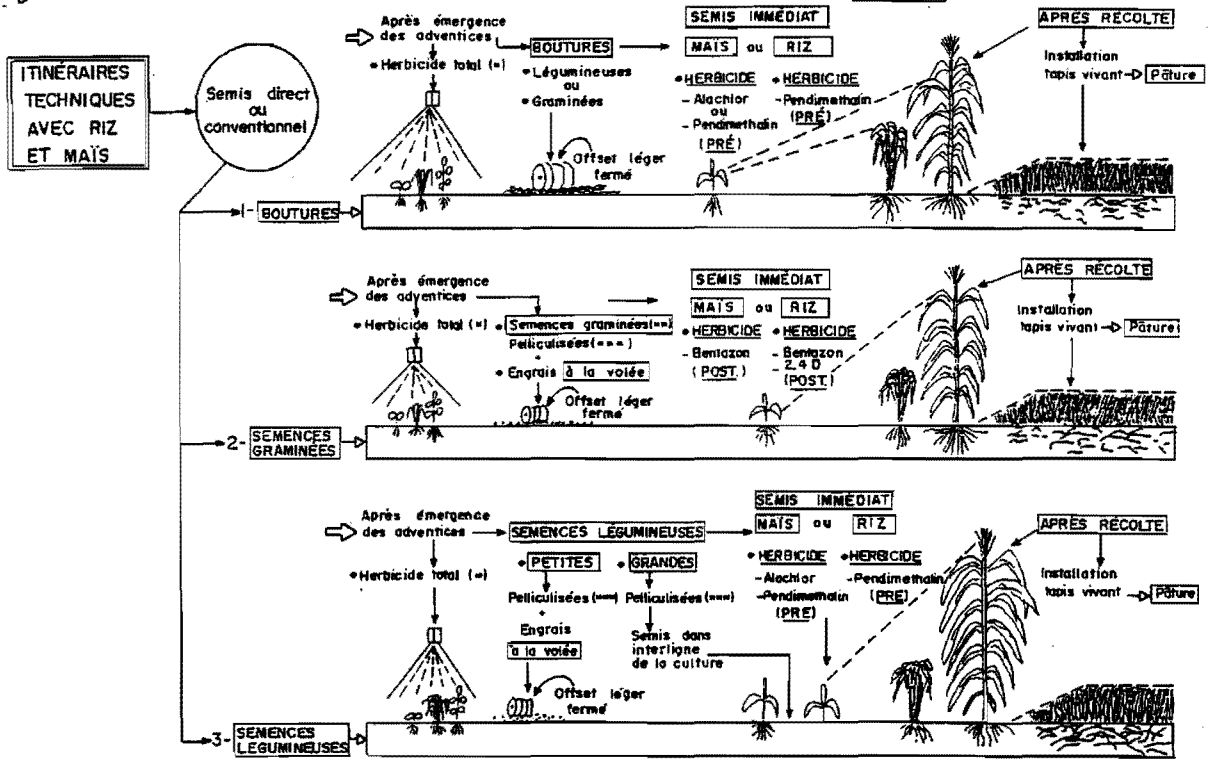 ITINÉRAIRES
TECHNIQUES
AVEC RIZ
ET MAÏS
Semis direct
ou
conventionnel
Après émergence
des adventices
• Herbicide total (*)
BOUTURES
• Légumineuses
ou
• Graminées
Offset léger
fermé
SEMIS IMMÉDIAT
MAÏS ou RIZ
• HERBICIDE • HERBICIDE
- Alachlor - Pendimethalin
ou (PRÉ)
- Pendimethalin
(PRÉ)
APRÈS RÉCOLTE
Installation
tapis vivant Pâture
1- BOUTURES
Après émergence
des adventices
• Herbicide total (*)
• Semences graminées (**)
Pelliculisées (***)
+
• Engrais à la volée
Offset léger
fermé
SEMIS IMMÉDIAT
MAÏS ou RIZ
• HERBICIDE • HERBICIDE
- Bentazon - Bentazon
(POST.) - 2,4 D
(POST.)
APRÈS RÉCOLTE
Installation
tapis vivant Pâture
2- SEMENCES
GRAMINÉES
Après émergence
des adventices
• Herbicide total (*)
SEMENCES LÉGUMINEUSES
• PETITES • GRANDES
Pelliculisées (***) Pelliculisées (***)
+
Engrais
à la volée
Semis dans
interligne
de la culture
Offset léger
fermé
SEMIS IMMÉDIAT
MAÏS ou RIZ
• HERBICIDE • HERBICIDE
- Alachlor - Pendimethalin
- Pendimethalin (PRÉ)
(PRÉ)
APRÈS RÉCOLTE
Installation
tapis vivant Pâture
3- SEMENCES
LÉGUMINEUSES